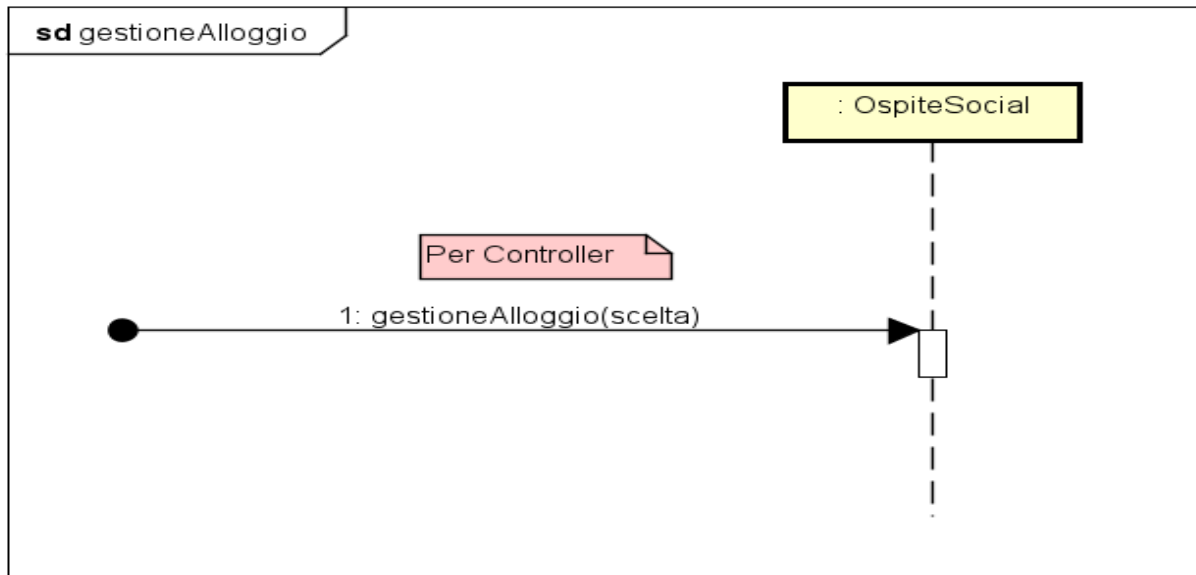 sd gestioneAlloggio
: OspiteSocial
Per Controller
1: gestioneAlloggio(scelta)